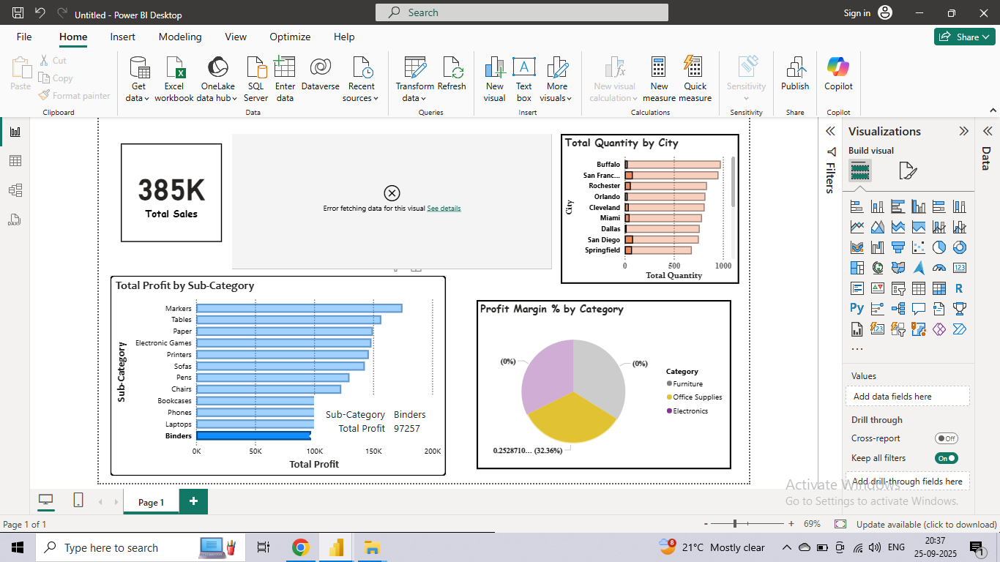 Untitled - Power BI Desktop
Search
Sign in
File Home Insert Modeling View Optimize Help
Share
Paste
Cut
Copy
Format painter
Clipboard
Get data
Excel workbook
OneLake data hub
SQL Server
Enter data
Dataverse
Recent sources
Data
Transform data
Refresh
Queries
New visual
Text box
More visuals
Insert
New visual calculation
New measure
Quick measure
Calculations
Sensitivity
Sensitivity
Publish
Share
Copilot
Copilot
DAX
385K
Total Sales
Error fetching data for this visual See details
Total Quantity by City
City
Buffalo
San Franc...
Rochester
Orlando
Cleveland
Miami
Dallas
San Diego
Springfield
0 500 1000
Total Quantity
Total Profit by Sub-Category
Sub-Category
Markers
Tables
Paper
Electronic Games
Printers
Sofas
Pens
Chairs
Bookcases
Phones
Laptops
Binders
Sub-Category Binders
Total Profit 97257
0K 50K 100K 150K 200K
Total Profit
Profit Margin % by Category
(0%)
(0%)
0.2528710... (32.36%)
Category
Furniture
Office Supplies
Electronics
Filters
Visualizations
Build visual
123
R
Py
Values
Add data fields here
Drill through
Cross-report
Off
Keep all filters
On
Add drill-through fields here
Data
Activate Windows
Go to Settings to activate Windows.
Page 1
Page 1 of 1
- + 69%
Update available (click to download)
Type here to search
8
21°C Mostly clear
ENG
20:37
25-09-2025
1